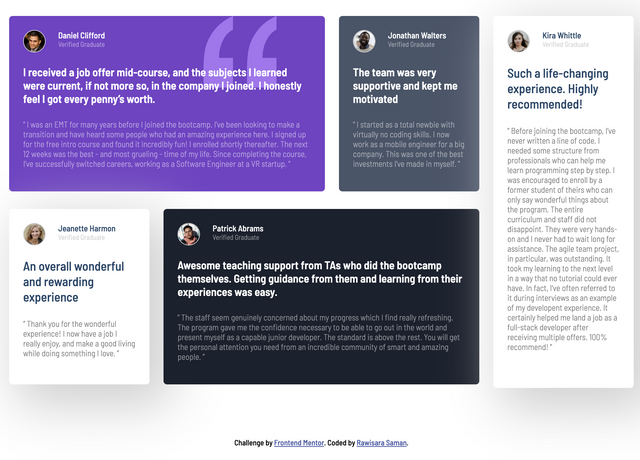 Daniel Clifford
Verified Graduate
I received a job offer mid-course, and the subjects I learned
were current, if not more so, in the company I joined. I honestly
feel I got every penny's worth.
" I was an EMT for many years before I joined the bootcamp. I've been looking to make a
transition and have heard some people who had an amazing experience here. I signed up
for the free intro course and found it incredibly fun! I enrolled shortly thereafter. The next
12 weeks was the best - and most grueling - time of my life. Since completing the course,
I've successfully switched careers, working as a Software Engineer at a VR startup. "
Jonathan Walters
Verified Graduate
The team was very
supportive and kept me
motivated
" I started as a total newbie with
virtually no coding skills. I now
work as a mobile engineer for a big
company. This was one of the best
investments I've made in myself. "
Kira Whittle
Verified Graduate
Such a life-changing
experience. Highly
recommended!
" Before joining the bootcamp, I've
never written a line of code. I
needed some structure from
professionals who can help me
learn programming step by step. I
was encouraged to enroll by a
former student of theirs who can
only say wonderful things about
the program. The entire
curriculum and staff did not
disappoint. They were very hands-
on and I never had to wait long for
assistance. The agile team project,
in particular, was outstanding. It
took my learning to the next level
in a way that no tutorial could ever
have. In fact, I've often referred to
it during interviews as an example
of my developent experience. It
certainly helped me land a job as a
full-stack developer after
receiving multiple offers. 100%
recommend! "
Jeanette Harmon
Verified Graduate
An overall wonderful
and rewarding
experience
" Thank you for the wonderful
experience! I now have a job I
really enjoy, and make a good living
while doing something I love. "
Patrick Abrams
Verified Graduate
Awesome teaching support from TAs who did the bootcamp
themselves. Getting guidance from them and learning from their
experiences was easy.
" The staff seem genuinely concerned about my progress which I find really refreshing.
The program gave me the confidence necessary to be able to go out in the world and
present myself as a capable junior developer. The standard is above the rest. You will get
the personal attention you need from an incredible community of smart and amazing
people. "
Challenge by Frontend Mentor. Coded by Rawisara Saman.